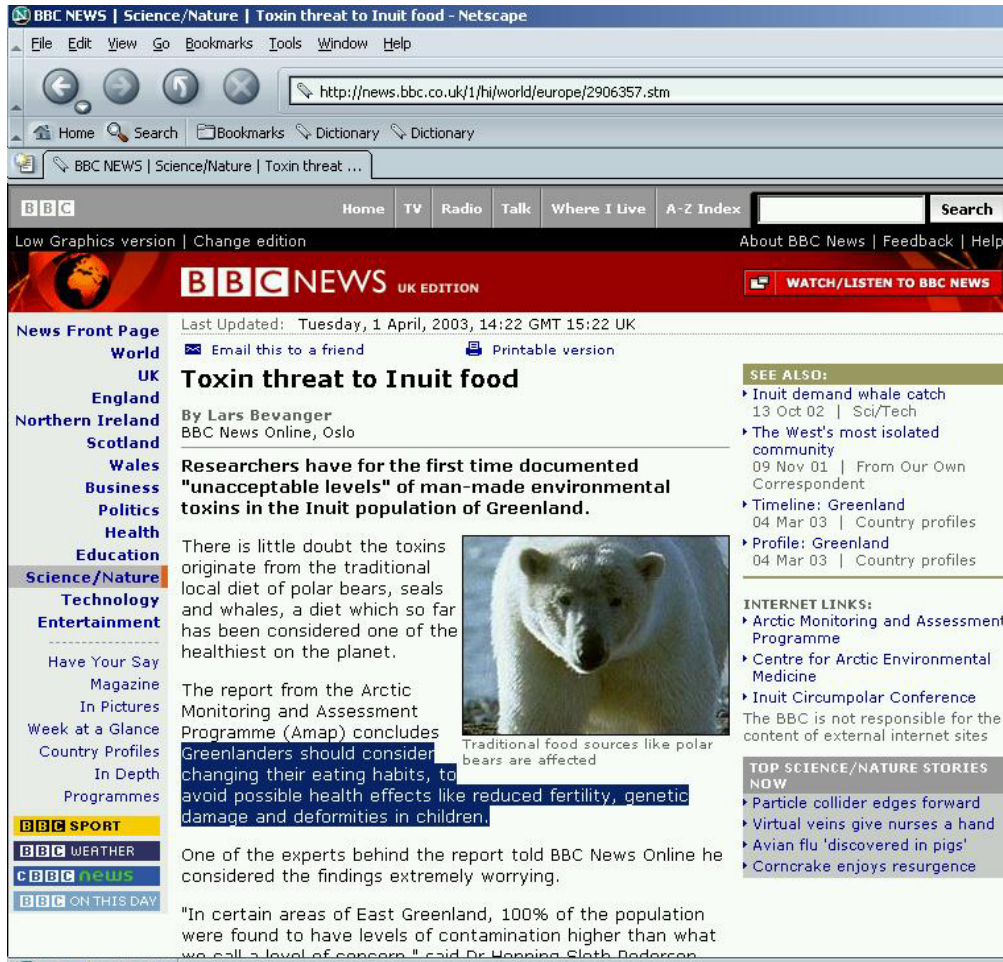 BBC NEWS | Science/Nature | Toxin threat to Inuit food - Netscape
File Edit View Go Bookmarks Tools Window Help
http://news.bbc.co.uk/1/hi/world/europe/2906357.stm
Home Search Bookmarks Dictionary Dictionary
BBC NEWS | Science/Nature | Toxin threat ...
BBC Home TV Radio Talk Where I Live A-Z Index Search
Low Graphics version | Change edition About BBC News | Feedback | Help
BBC NEWS UK EDITION WATCH/LISTEN TO BBC NEWS
News Front Page
World
UK
England
Northern Ireland
Scotland
Wales
Business
Politics
Health
Education
Science/Nature
Technology
Entertainment
Have Your Say
Magazine
In Pictures
Week at a Glance
Country Profiles
In Depth
Programmes
BBC SPORT
BBC WEATHER
CBBC news
BBC ON THIS DAY
Last Updated: Tuesday, 1 April, 2003, 14:22 GMT 15:22 UK
Email this to a friend Printable version
Toxin threat to Inuit food
By Lars Bevanger
BBC News Online, Oslo
Researchers have for the first time documented
"unacceptable levels" of man-made environmental
toxins in the Inuit population of Greenland.
There is little doubt the toxins
originate from the traditional
local diet of polar bears, seals
and whales, a diet which so far
has been considered one of the
healthiest on the planet.
The report from the Arctic
Monitoring and Assessment
Programme (Amap) concludes
Greenlanders should consider
changing their eating habits, to
avoid possible health effects like reduced fertility, genetic
damage and deformities in children.
Traditional food sources like polar
bears are affected
One of the experts behind the report told BBC News Online he
considered the findings extremely worrying.
"In certain areas of East Greenland, 100% of the population
were found to have levels of contamination higher than what
we call a level of concern," said Dr Henning Sloth Pedersen
SEE ALSO:
Inuit demand whale catch
13 Oct 02 | Sci/Tech
The West's most isolated
community
09 Nov 01 | From Our Own
Correspondent
Timeline: Greenland
04 Mar 03 | Country profiles
Profile: Greenland
04 Mar 03 | Country profiles
INTERNET LINKS:
Arctic Monitoring and Assessment
Programme
Centre for Arctic Environmental
Medicine
Inuit Circumpolar Conference
The BBC is not responsible for the
content of external internet sites
TOP SCIENCE/NATURE STORIES
NOW
Particle collider edges forward
Virtual veins give nurses a hand
Avian flu 'discovered in pigs'
Corncrake enjoys resurgence